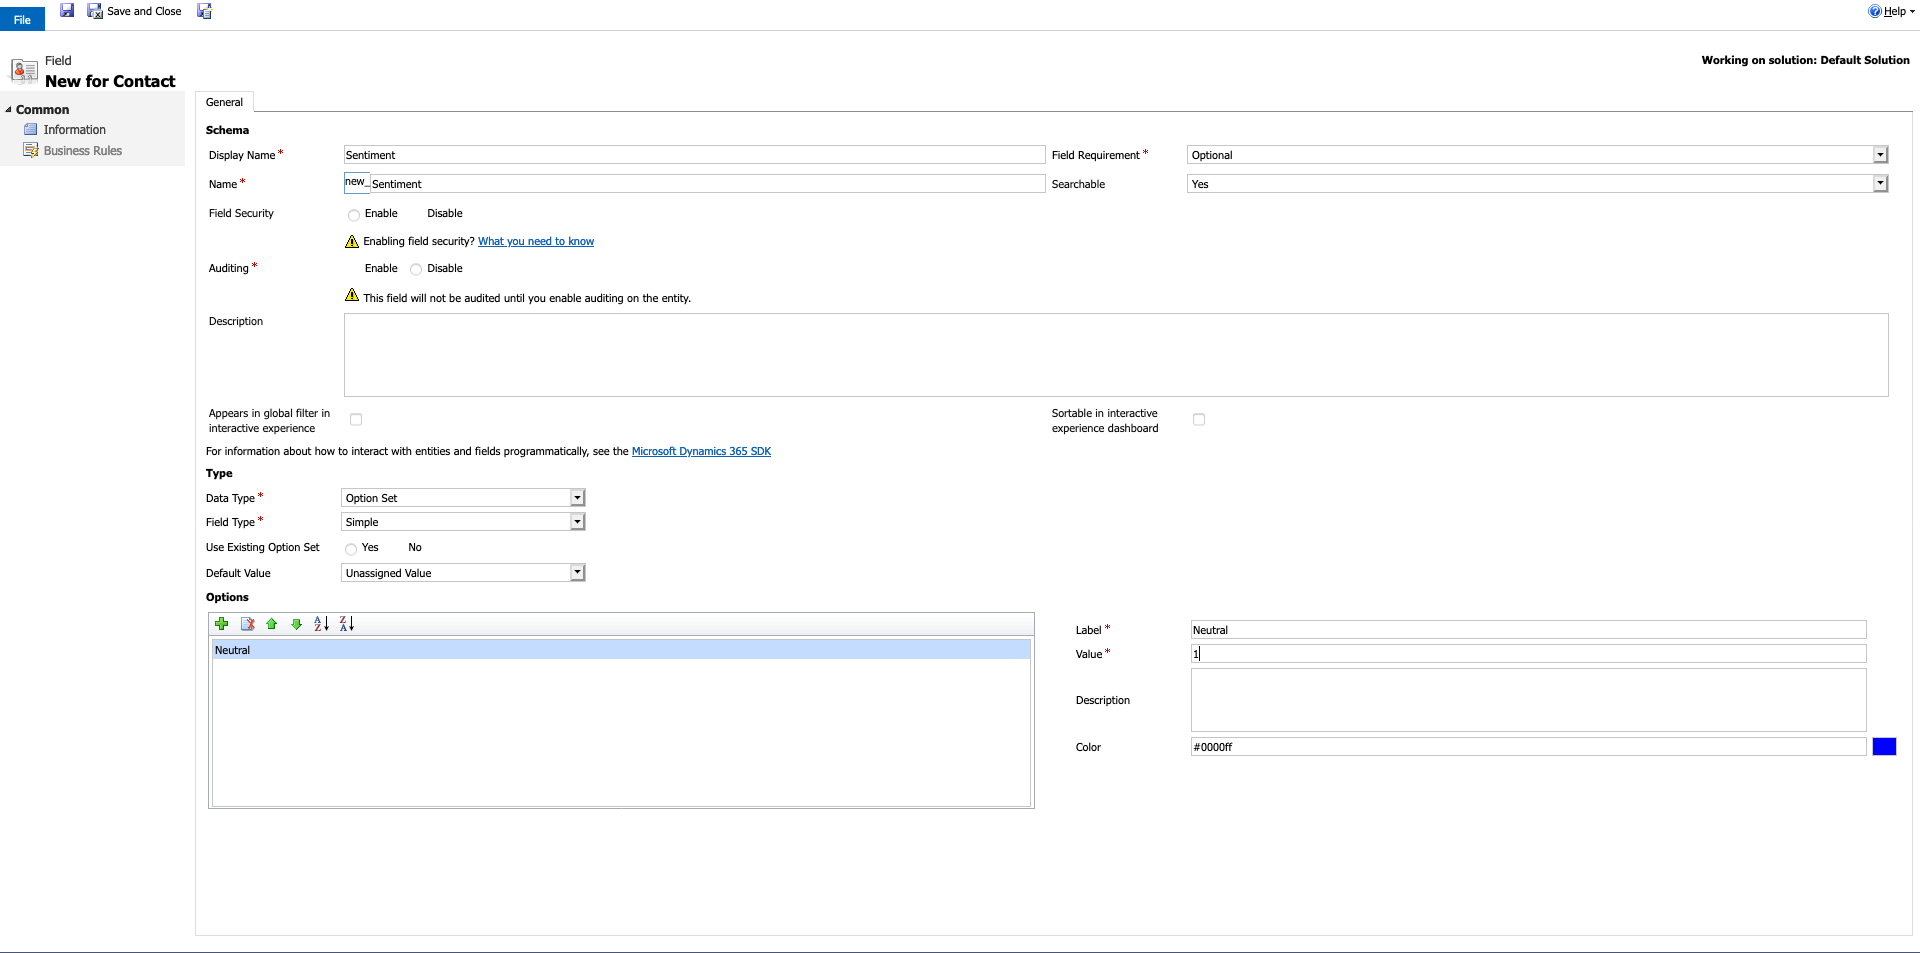 File
Save and Close
Help
Field
New for Contact
Working on solution: Default Solution
Common
Information
Business Rules
General
Schema
Display Name *
Sentiment
Field Requirement *
Optional
Name *
new_
Sentiment
Searchable
Yes
Field Security
Enable
Disable
Enabling field security? What you need to know
Auditing *
Enable
Disable
This field will not be audited until you enable auditing on the entity.
Description
Appears in global filter in
interactive experience
Sortable in interactive
experience dashboard
For information about how to interact with entities and fields programmatically, see the Microsoft Dynamics 365 SDK
Type
Data Type *
Option Set
Field Type *
Simple
Use Existing Option Set
Yes
No
Default Value
Unassigned Value
Options
A
Z
Z
A
Neutral
Label *
Neutral
Value *
1
Description
Color
#0000ff